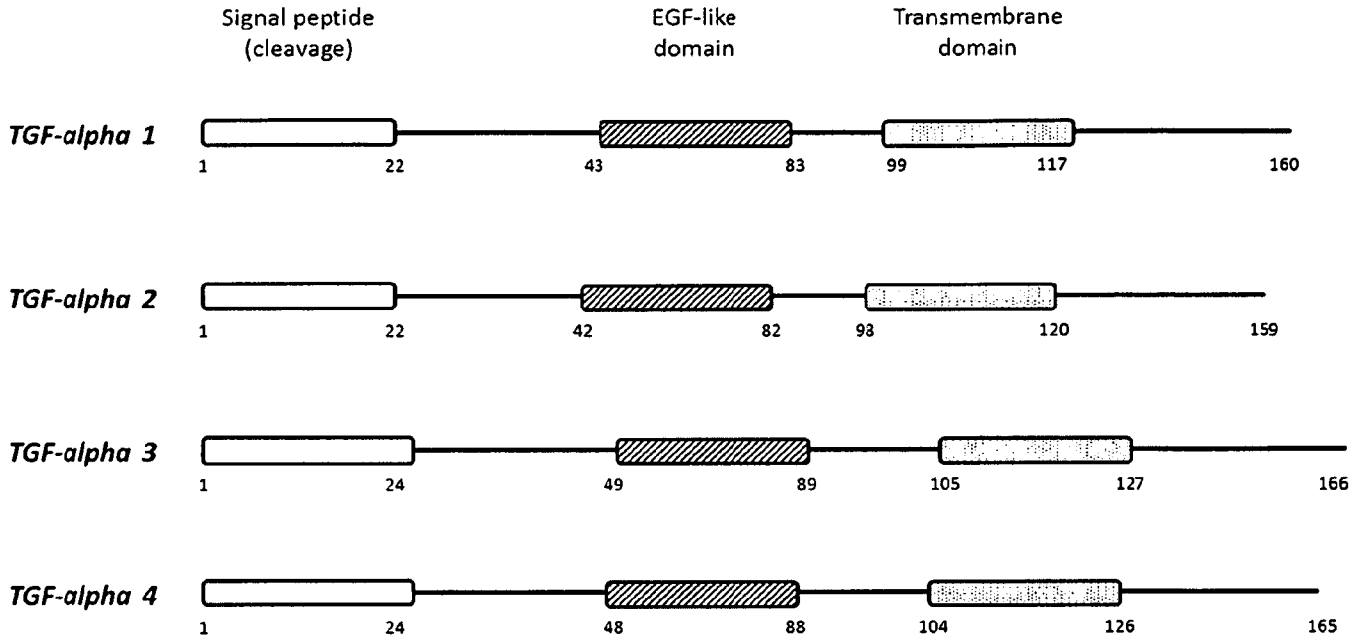 Signal peptide EGF-like Transmembrane
(cleavage) domain domain
TGF-alpha 1
1 22 43 83 99 117 160
TGF-alpha 2
1 22 42 82 98 120 159
TGF-alpha 3
1 24 49 89 105 127 166
TGF-alpha 4
1 24 48 88 104 126 165